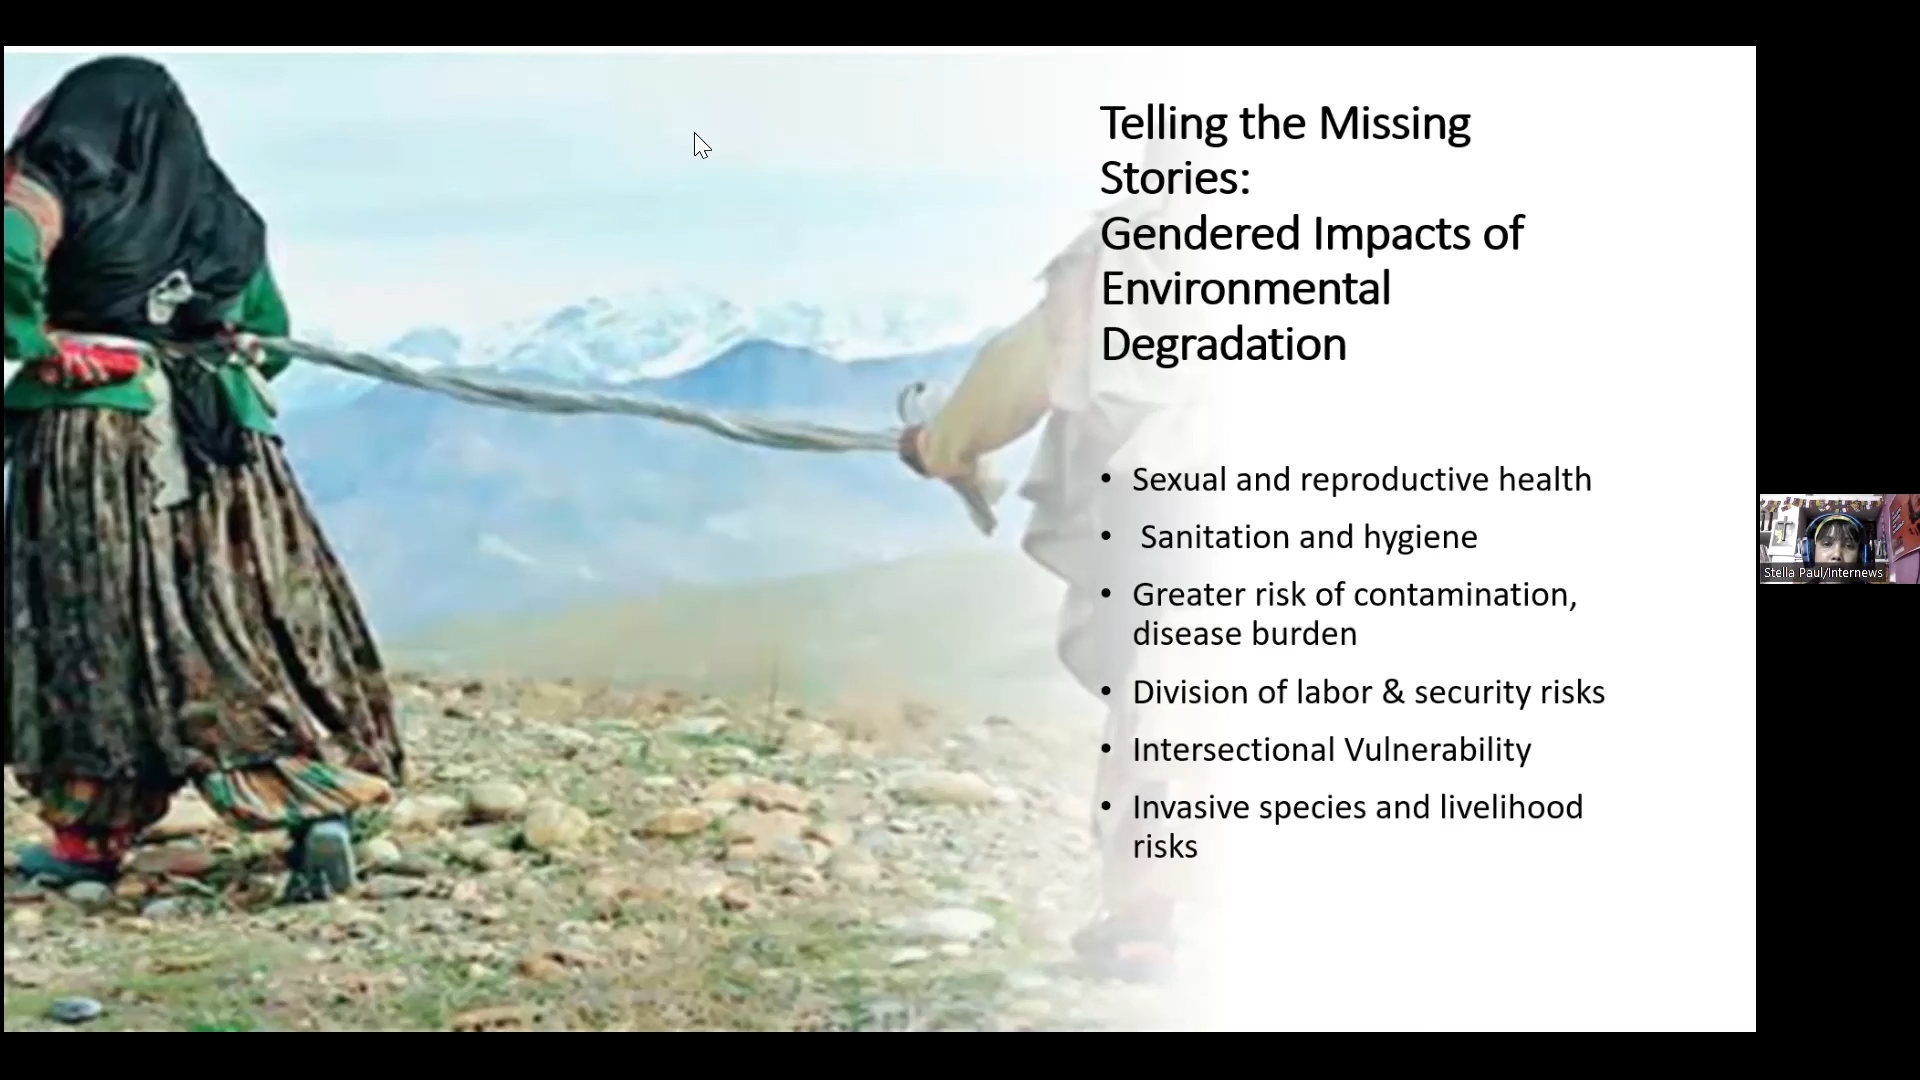 Telling the Missing
Stories:
Gendered Impacts of
Environmental
Degradation
• Sexual and reproductive health
• Sanitation and hygiene
• Greater risk of contamination,
disease burden
• Division of labor & security risks
• Intersectional Vulnerability
• Invasive species and livelihood
risks
Stella Paul/Internews